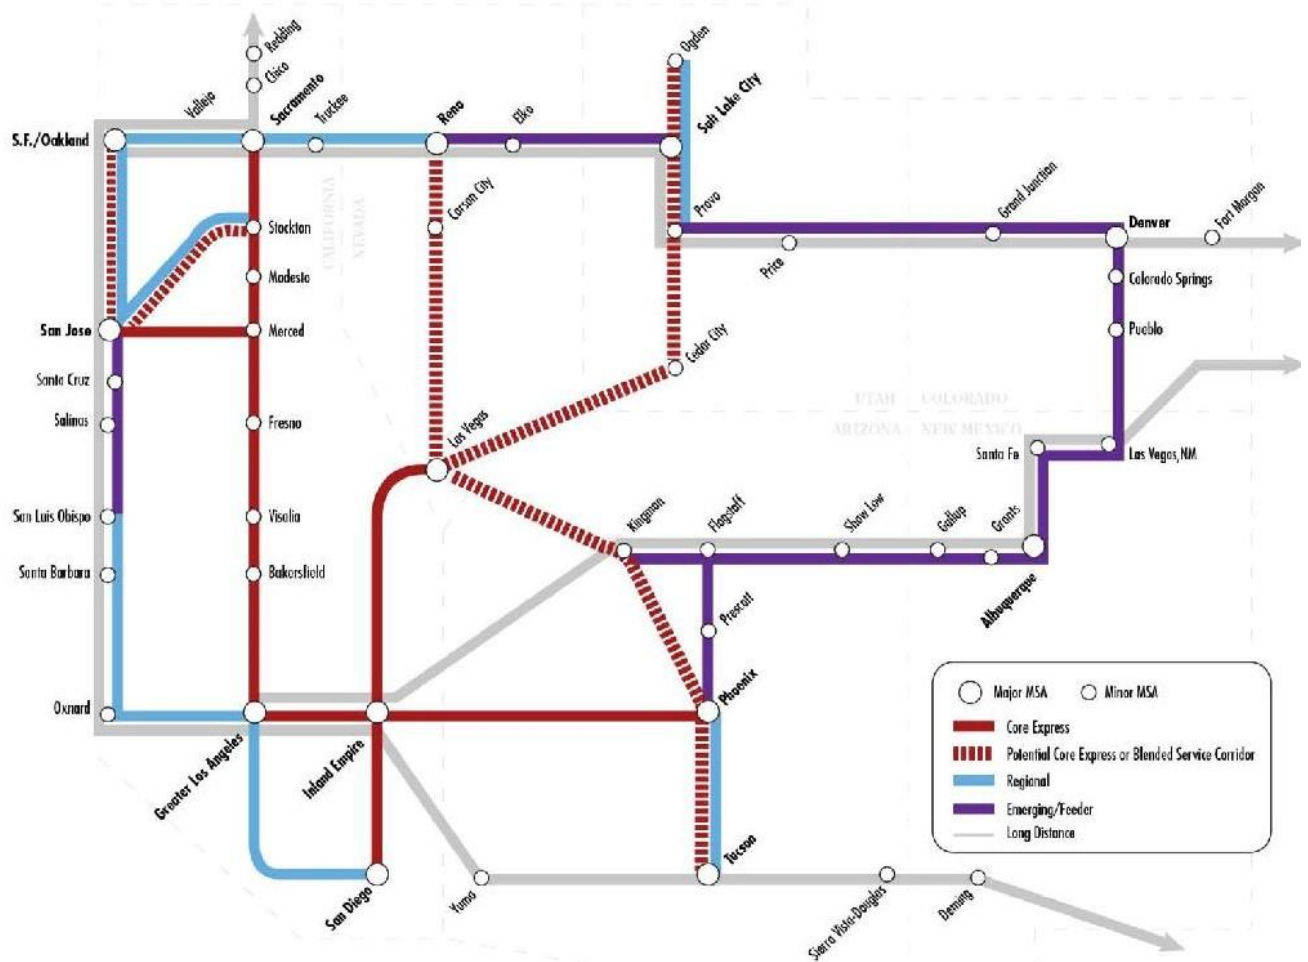 Redding
Chico
Vallejo
Sacramento
Truckee
Reno
Elko
Ogden
Salt Lake City
S.F./Oakland
Carson City
CALIFORNIA
NEVADA
Stockton
Modesto
San Jose
Merced
Provo
Price
Grand Junction
Denver
Fort Morgan
Colorado Springs
Pueblo
Santa Cruz
Salinas
Fresno
Las Vegas
Cedar City
UTAH
COLORADO
ARIZONA
NEW MEXICO
Santa Fe
Las Vegas,NM
San Luis Obispo
Visalia
Santa Barbara
Bakersfield
Kingman
Flagstaff
Show Low
Gallup
Grants
Albuquerque
Prescott
Phoenix
Oxnard
Greater Los Angeles
Inland Empire
San Diego
Yuma
Tucson
Sierra Vista-Douglas
Deming
Major MSA
Minor MSA
Core Express
Potential Core Express or Blended Service Corridor
Regional
Emerging/Feeder
Long Distance